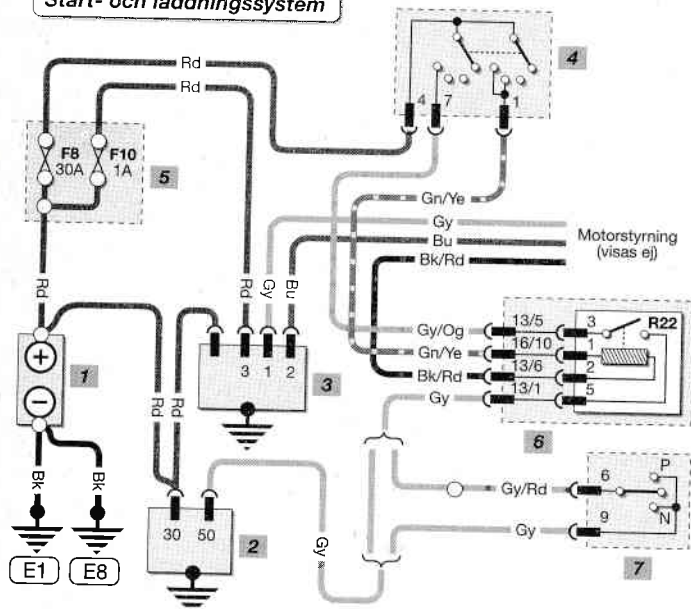 Start- och laddningssystem
Rd
Rd
4 7 1
4
F8 30A
F10 1A
5
Gn/Ye
Gy
Bu
Bk/Rd
Motorstyrning
(visas ej)
Rd
Rd
Gy
Bu
Gy/Og
Gn/Ye
Bk/Rd
Gy
13/5
16/10
13/6
13/1
3
1
2
5
R22
6
1
3 1 2
3
Rd
Rd
Bk
Bk
E1
E8
30 50
2
Gy
Gy/Rd
Gy
6
9
P
N
7